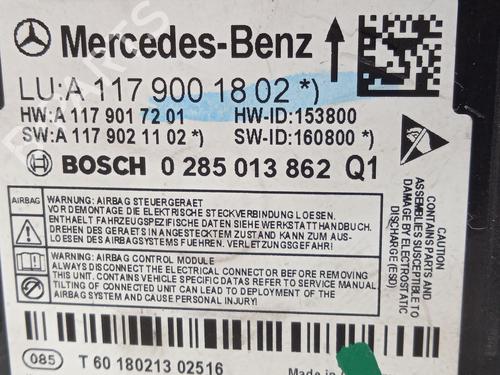 Mercedes-Benz
LU:A 117 900 18 02 *)
HW:A 117 901 72 01 HW-ID:153800
SW:A 117 902 11 02 *) SW-ID:160800 *)
BOSCH 0 285 013 862 Q1
AIRBAG
WARNUNG: AIRBAG STEUERGERAET
VOR DEMONTAGE DIE ELEKTRISCHE STECKVERBINDUNG LOESEN.
ENTHAELT FAHRZEUGSPEZIFISCHE DATEN SIEHE WERKSTATTHANDBUCH.
DREHEN DES GERAETS IN ANGESTECKTEM ZUSTAND KANN ZUM AUS-
LOESEN DES AIRBAGSYSTEMS FUEHREN. VERLETZUNGSGEFAHR!
WARNING: AIRBAG CONTROL MODULE
ALWAYS DISCONNECT THE ELECTRICAL CONNECTOR BEFORE REMOVING
THIS UNIT. CONTAINS VEHICLE SPECIFIC DATA. REFER TO SERVICE MANUAL.
TILTING OF CONNECTED UNIT CAN LEAD TO DEPLOYMENT OF THE
AIRBAGS AND CAUSE PERSONAL INJURY!
CAUTION
CONTAINS PARTS AND
ASSEMBLIES SUSCEPTIBLE TO
DAMAGE BY ELECTROSTATIC
DISCHARGE (ESD)
085 T 60 180213 02516
Made in